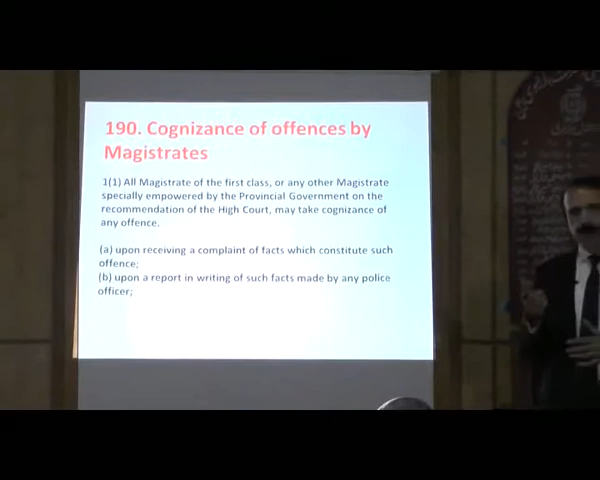 190. Cognizance of offences by
Magistrates
1(1) All Magistrate of the first class, or any other Magistrate
specially empowered by the Provincial Government on the
recommendation of the High Court, may take cognizance of
any offence.
(a) upon receiving a complaint of facts which constitute such
offence;
(b) upon a report in writing of such facts made by any police
officer;